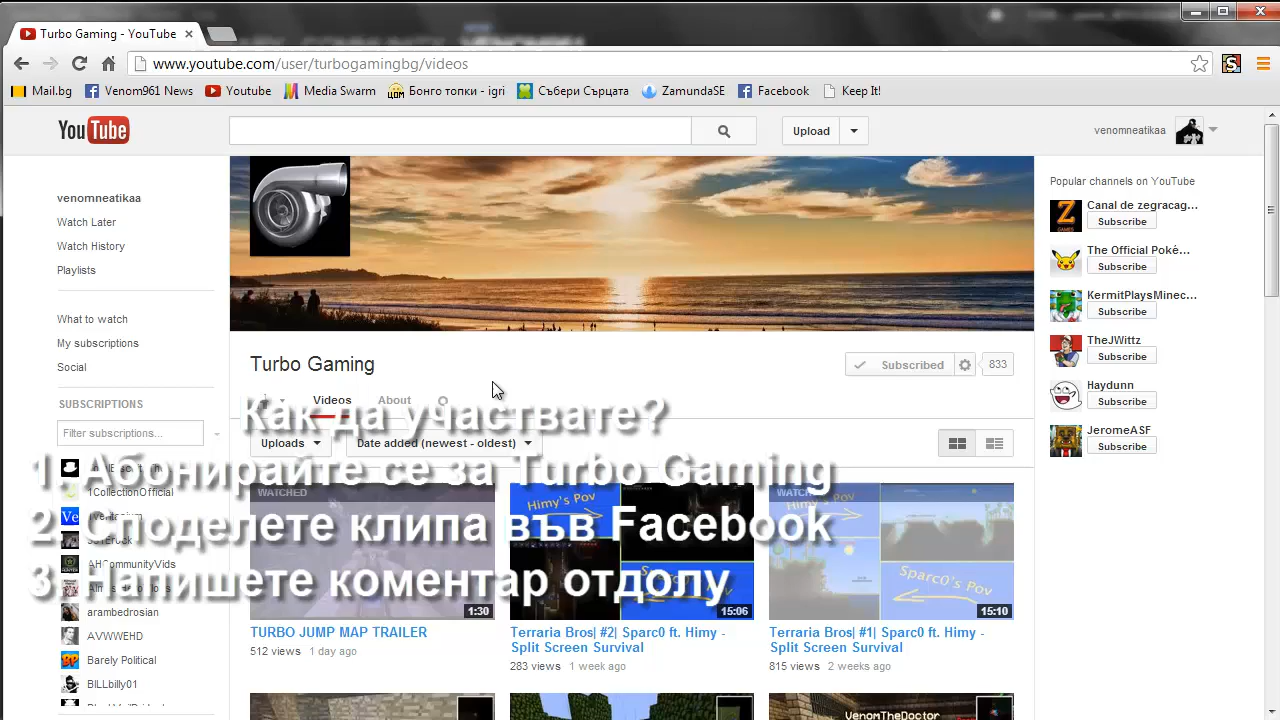 Turbo Gaming - YouTube
www.youtube.com/user/turbogamingbg/videos
Mail.bg
Venom961 News
Youtube
Media Swarm
Бонго топки - igri
Събери Сърцата
ZamundaSE
Facebook
Keep It!
YouTube
Upload
venomneatikaa
venomneatikaa
Watch Later
Watch History
Playlists
What to watch
My subscriptions
Social
SUBSCRIPTIONS
Filter subscriptions...
1CollectionOfficial
AHCommunityVids
arambedrosian
AVWWEHD
Barely Political
BILLbilly01
Turbo Gaming
Subscribed
833
Videos
About
Uploads
Date added (newest - oldest)
Как да участвате?
1. Абонирайте се за Turbo Gaming
2. Споделете клипа във Facebook
3. Напишете коментар отдолу
WATCHED
1:30
TURBO JUMP MAP TRAILER
512 views 1 day ago
Himy's Pov
15:06
Terraria Bros| #2| Sparc0 ft. Himy -
Split Screen Survival
283 views 1 week ago
Sparc0's Pov
15:10
Terraria Bros| #1| Sparc0 ft. Himy -
Split Screen Survival
815 views 2 weeks ago
VenomTheDoctor
Popular channels on YouTube
Canal de zegracag...
Subscribe
The Official Poké...
Subscribe
KermitPlaysMinec...
Subscribe
TheJWittz
Subscribe
Haydunn
Subscribe
JeromeASF
Subscribe